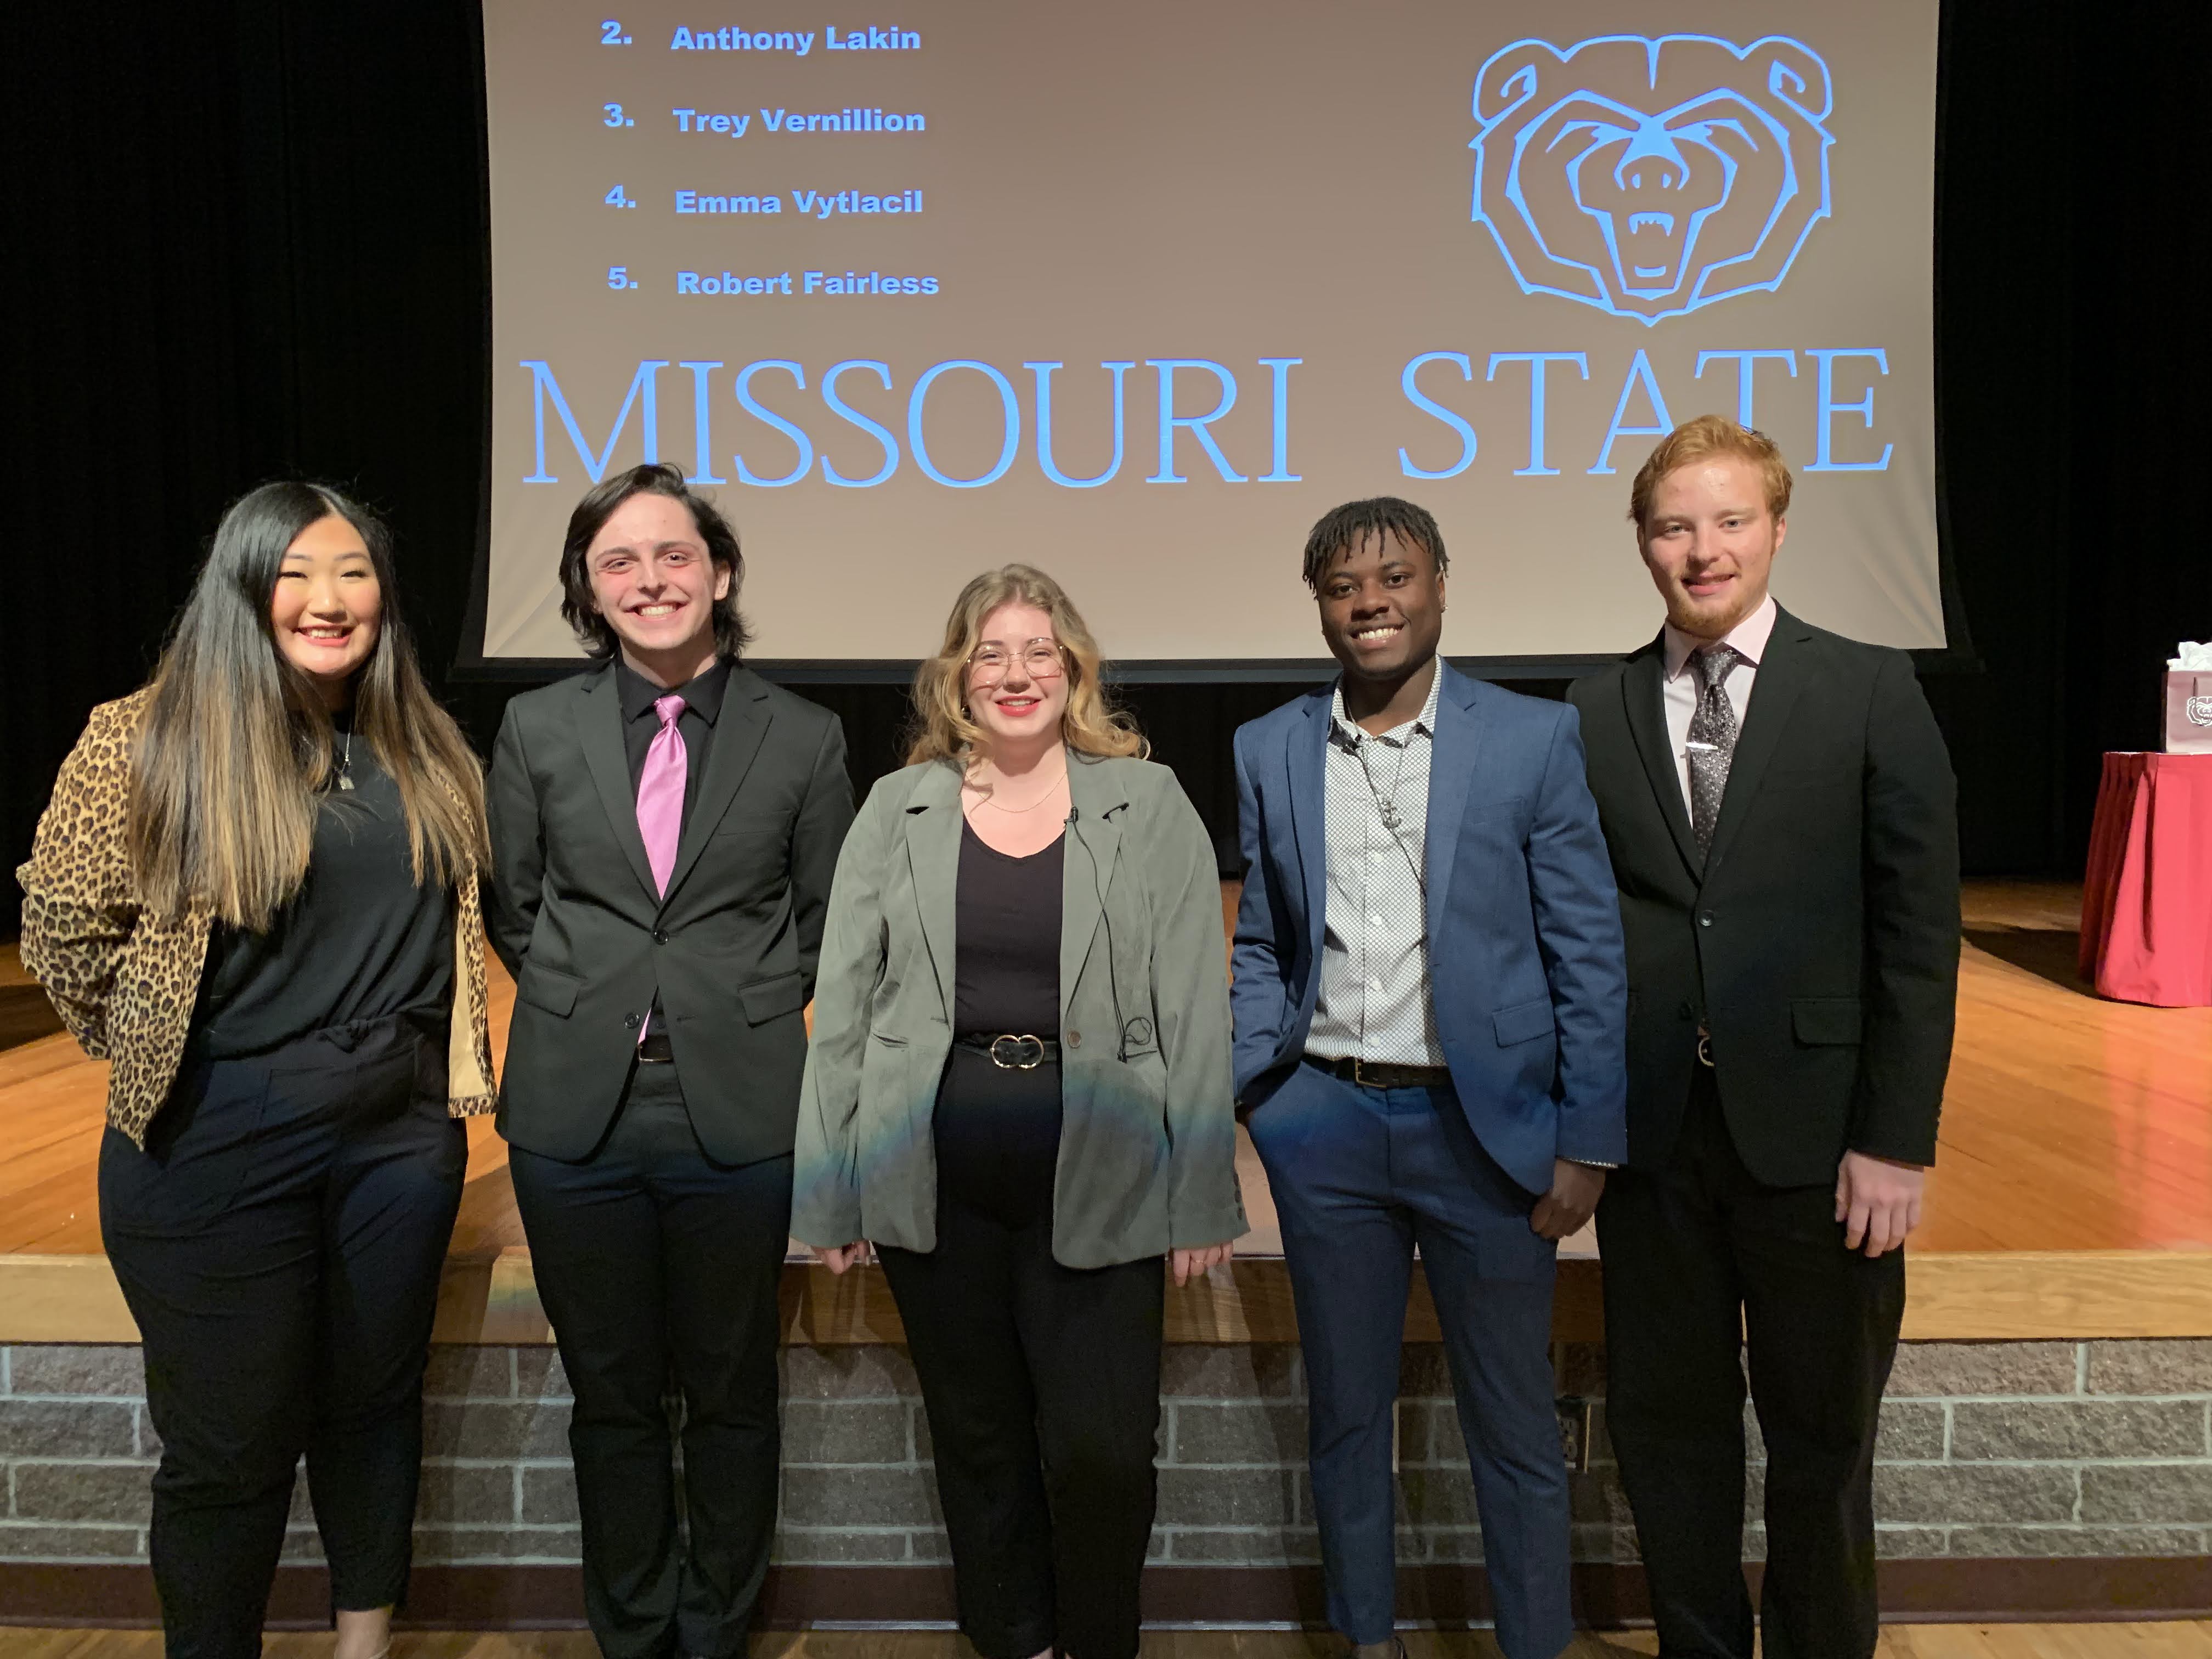 2. Anthony Lakin
3. Trey Vernillion
4. Emma Vytlacil
5. Robert Fairless
MISSOURI STATE